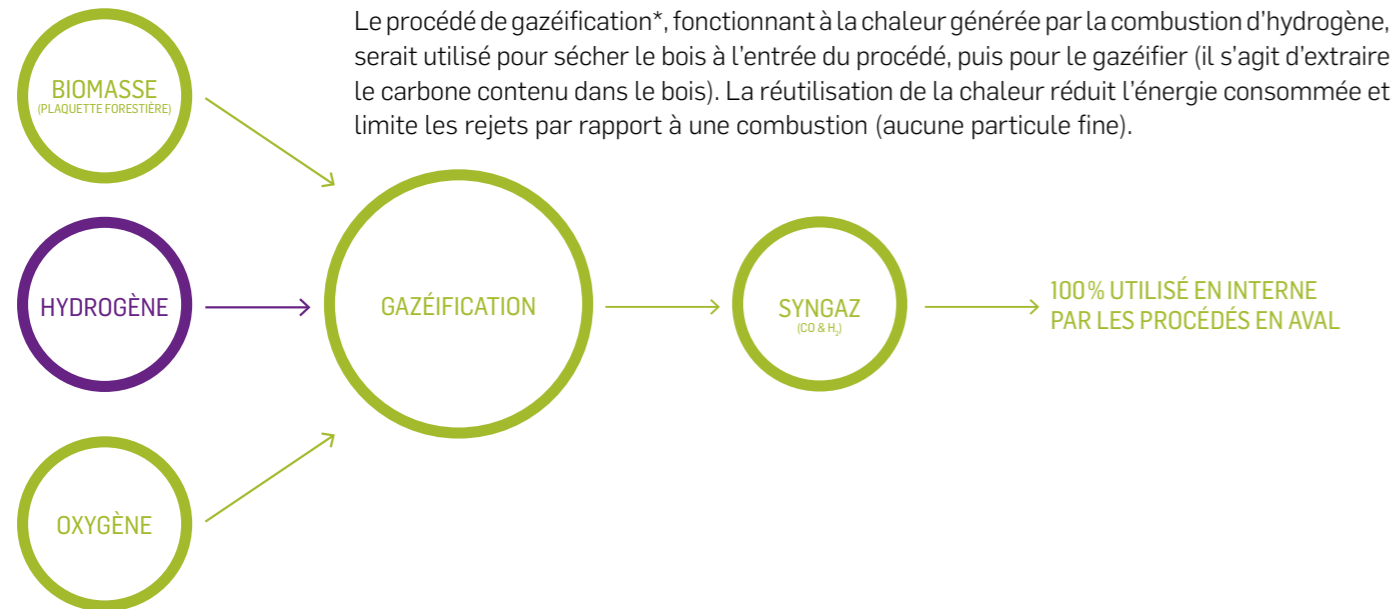 Le procédé de gazéification*, fonctionnant à la chaleur générée par la combustion d'hydrogène,
serait utilisé pour sécher le bois à l'entrée du procédé, puis pour le gazéifier (il s'agit d'extraire
le carbone contenu dans le bois). La réutilisation de la chaleur réduit l'énergie consommée et
limite les rejets par rapport à une combustion (aucune particule fine).
BIOMASSE
(PLAQUETTE FORESTIÈRE)
HYDROGÈNE
OXYGÈNE
GAZÉIFICATION
SYNGAZ
(CO & H₂)
100 % UTILISÉ EN INTERNE
PAR LES PROCÉDÉS EN AVAL